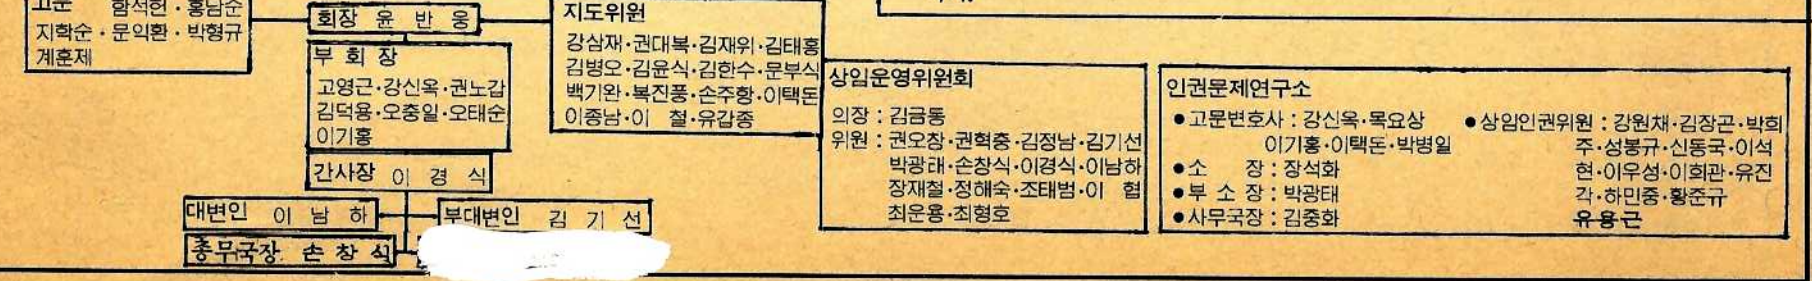 고문 함석헌·홍남순
지학순·문익환·박형규
계훈제
회장 윤 반 웅
부 회 장
고영근·강신옥·권노갑
김덕용·오충일·오태순
이기홍
간사장 이 경 식
대변인 이 남 하
부대변인 김 기 선
총무국장 손 창 식
지도위원
강삼재·권대복·김재위·김태홍
김병오·김윤식·김한수·문부식
백기완·복진풍·손주항·이택돈
이종남·이 철·유갑종
상임운영위원회
의장 : 김금동
위원 : 권오창·권혁충·김정남·김기선
박광태·손창식·이경식·이남하
장재철·정해숙·조태범·이 협
최운용·최형호
인권문제연구소
●고문변호사 : 강신옥·목요상
이기홍·이택돈·박병일
●소 장 : 장석화
●부 소 장 : 박광태
●사무국장 : 김중화
●상임인권위원 : 강원채·김장곤·박희
주·성봉규·신동국·이석
현·이우성·이희관·유진
각·하민중·황준규
유용근